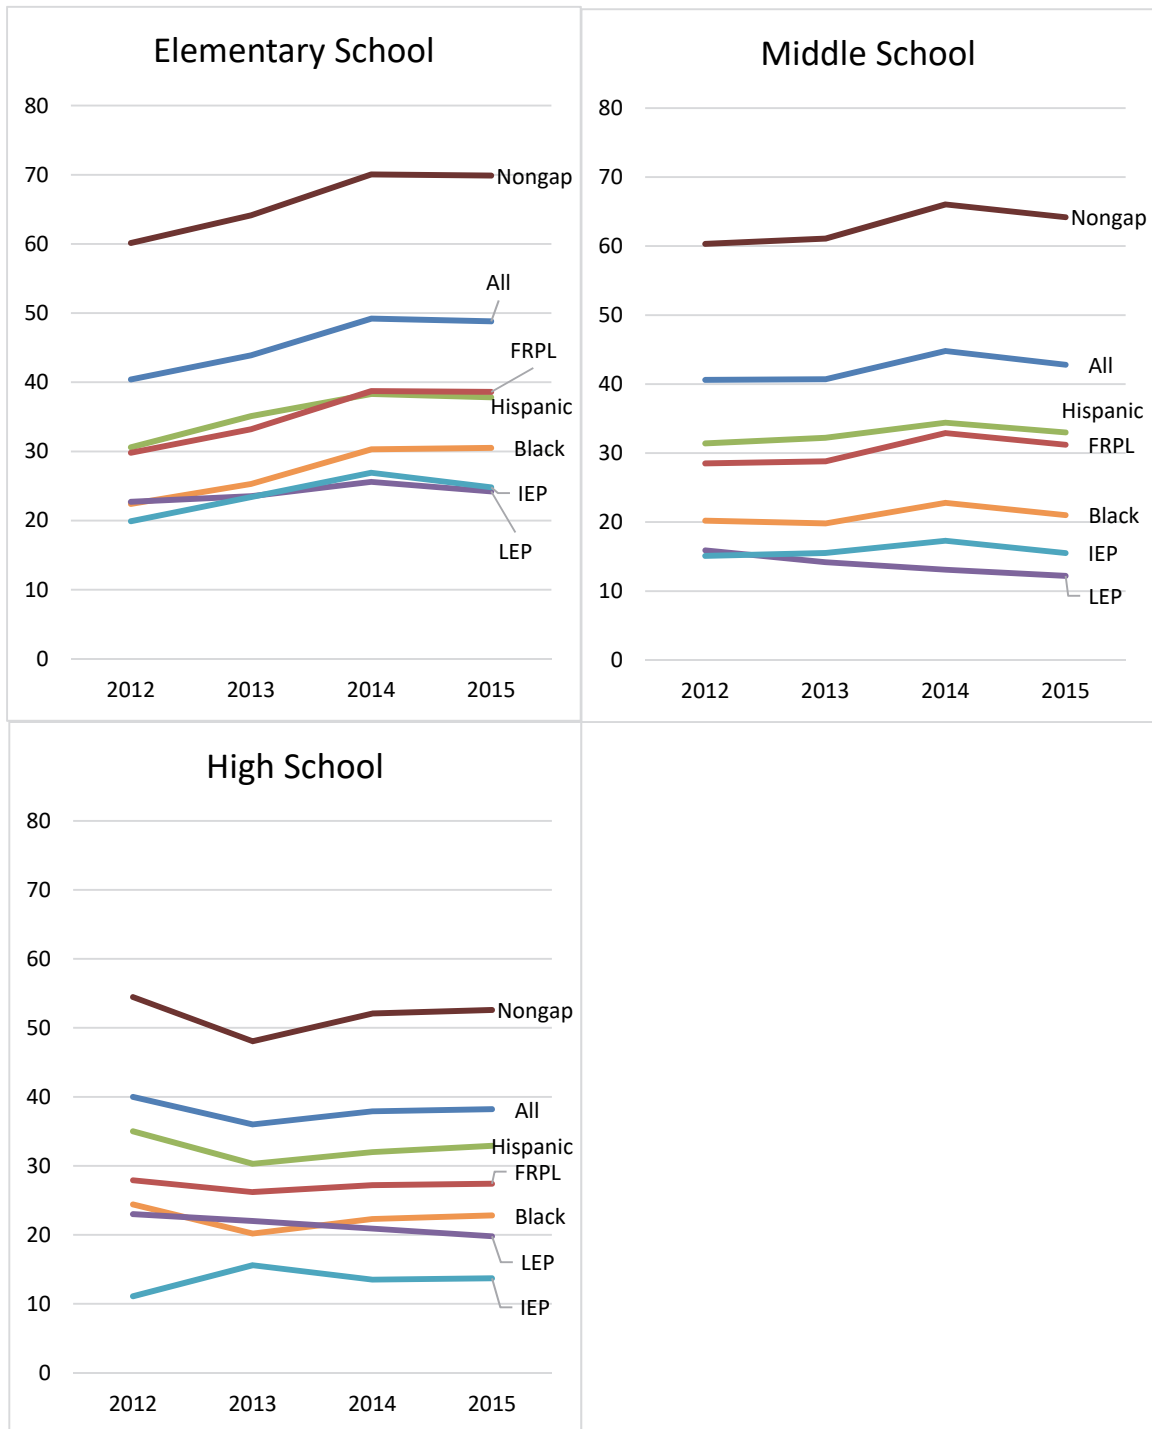 Elementary School
80
70
60
50
40
30
20
10
0
Nongap
All
FRPL
Hispanic
Black
IEP
LEP
2012 2013 2014 2015
Middle School
80
70
60
50
40
30
20
10
0
Nongap
All
Hispanic
FRPL
Black
IEP
LEP
2012 2013 2014 2015
High School
80
70
60
50
40
30
20
10
0
Nongap
All
Hispanic
FRPL
Black
LEP
IEP
2012 2013 2014 2015